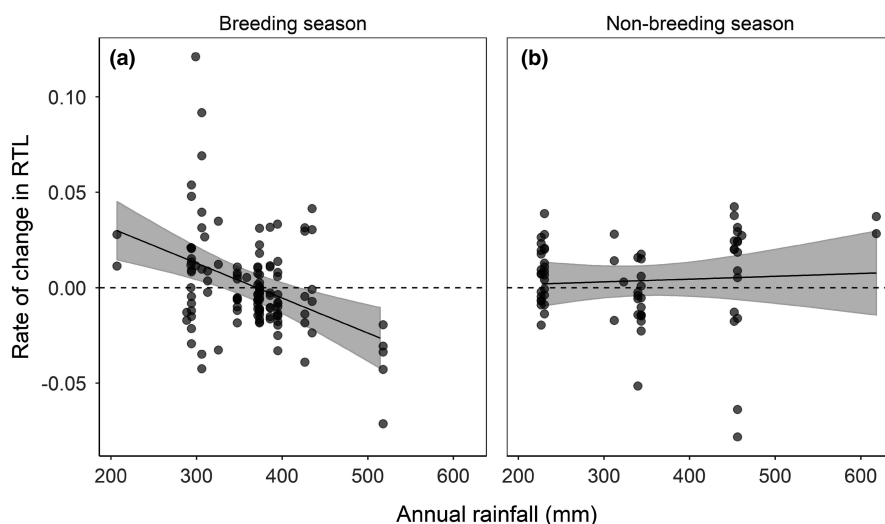 Breeding season
Non-breeding season
(a)
(b)
Rate of change in RTL
0.10
0.05
0.00
-0.05
200 300 400 500 600
200 300 400 500 600
Annual rainfall (mm)